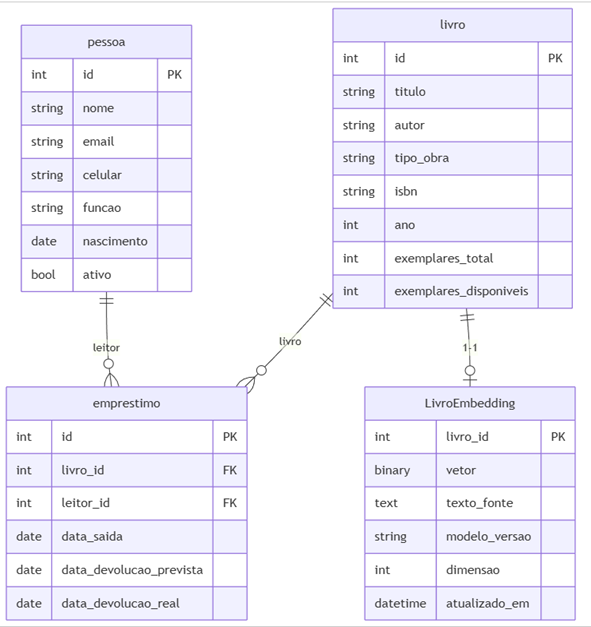 pessoa
int id PK
string nome
string email
string celular
string funcao
date nascimento
bool ativo
livro
int id PK
string titulo
string autor
string tipo_obra
string isbn
int ano
int exemplares_total
int exemplares_disponiveis
leitor
livro
1-1
emprestimo
int id PK
int livro_id FK
int leitor_id FK
date data_saida
date data_devolucao_prevista
date data_devolucao_real
LivroEmbedding
int livro_id PK
binary vetor
text texto_fonte
string modelo_versao
int dimensao
datetime atualizado_em